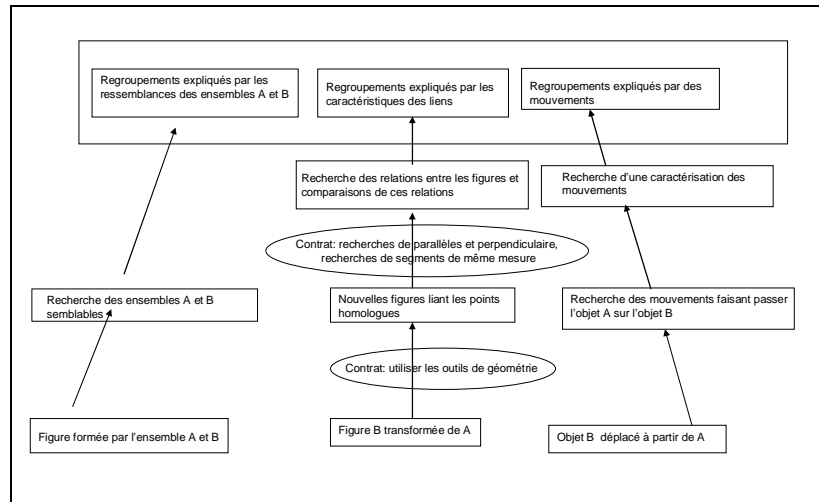 Regroupements expliqués par les
ressemblances des ensembles A et B
Regroupements expliqués par les
caractéristiques des liens
Regroupements expliqués par des
mouvements
Recherche des relations entre les figures et
comparaisons de ces relations
Recherche d'une caractérisation des
mouvements
Contrat: recherches de parallèles et perpendiculaire,
recherches de segments de même mesure
Recherche des ensembles A et B
semblables
Nouvelles figures liant les points
homologues
Recherche des mouvements faisant passer
l'objet A sur l'objet B
Contrat: utiliser les outils de géométrie
Figure formée par l'ensemble A et B
Figure B transformée de A
Objet B déplacé à partir de A